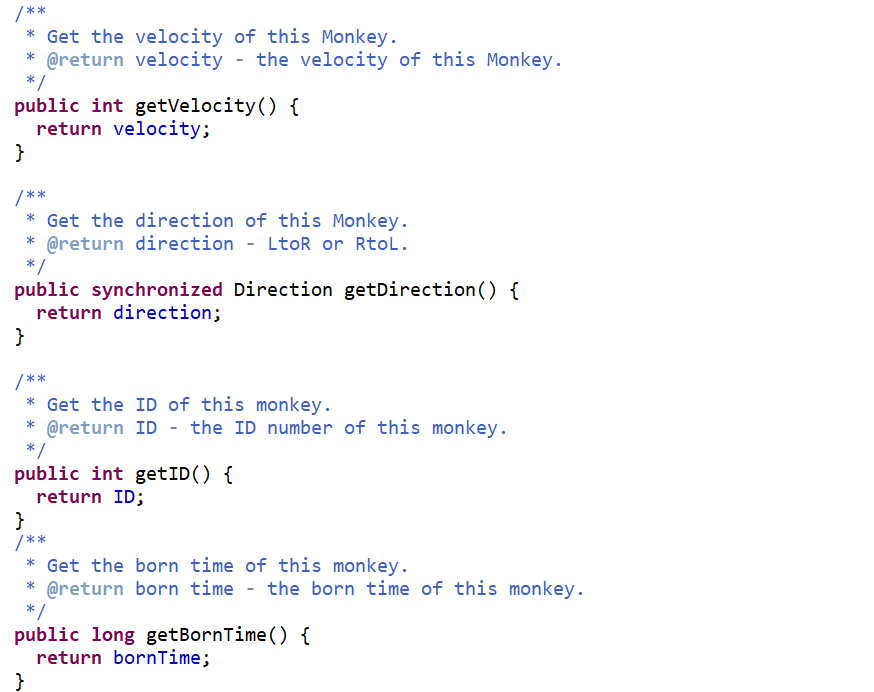 /**
 * Get the velocity of this Monkey.
 * @return velocity - the velocity of this Monkey.
 */
public int getVelocity() {
  return velocity;
}

/**
 * Get the direction of this Monkey.
 * @return direction - LtoR or RtoL.
 */
public synchronized Direction getDirection() {
  return direction;
}

/**
 * Get the ID of this monkey.
 * @return ID - the ID number of this monkey.
 */
public int getID() {
  return ID;
}
/**
 * Get the born time of this monkey.
 * @return born time - the born time of this monkey.
 */
public long getBornTime() {
  return bornTime;
}